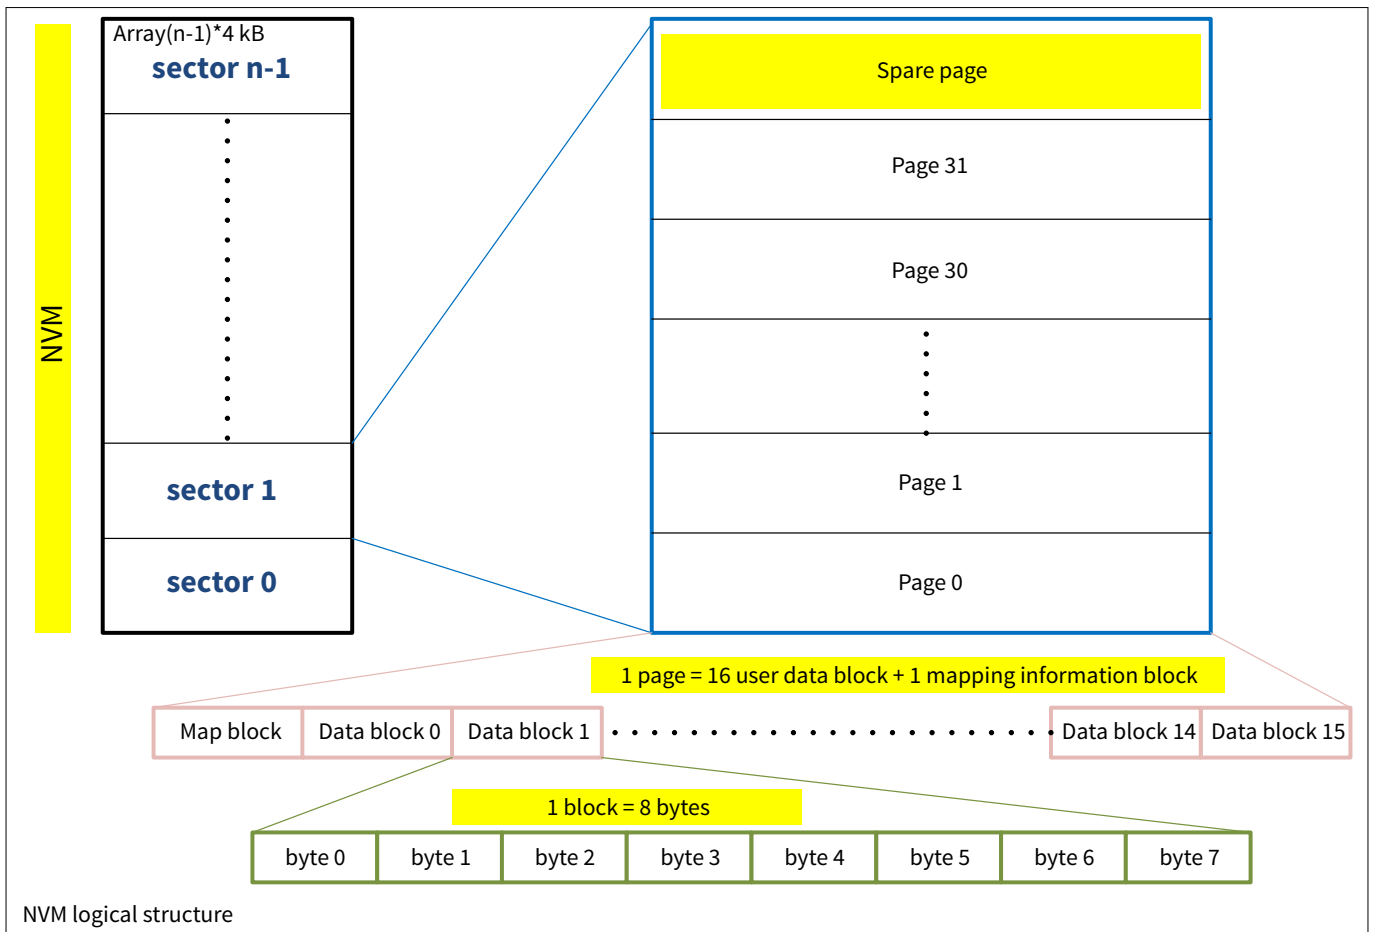 NVM
Array(n-1)*4 kB
sector n-1
sector 1
sector 0
Spare page
Page 31
Page 30
Page 1
Page 0
1 page = 16 user data block + 1 mapping information block
Map block
Data block 0
Data block 1
Data block 14
Data block 15
1 block = 8 bytes
byte 0
byte 1
byte 2
byte 3
byte 4
byte 5
byte 6
byte 7
NVM logical structure